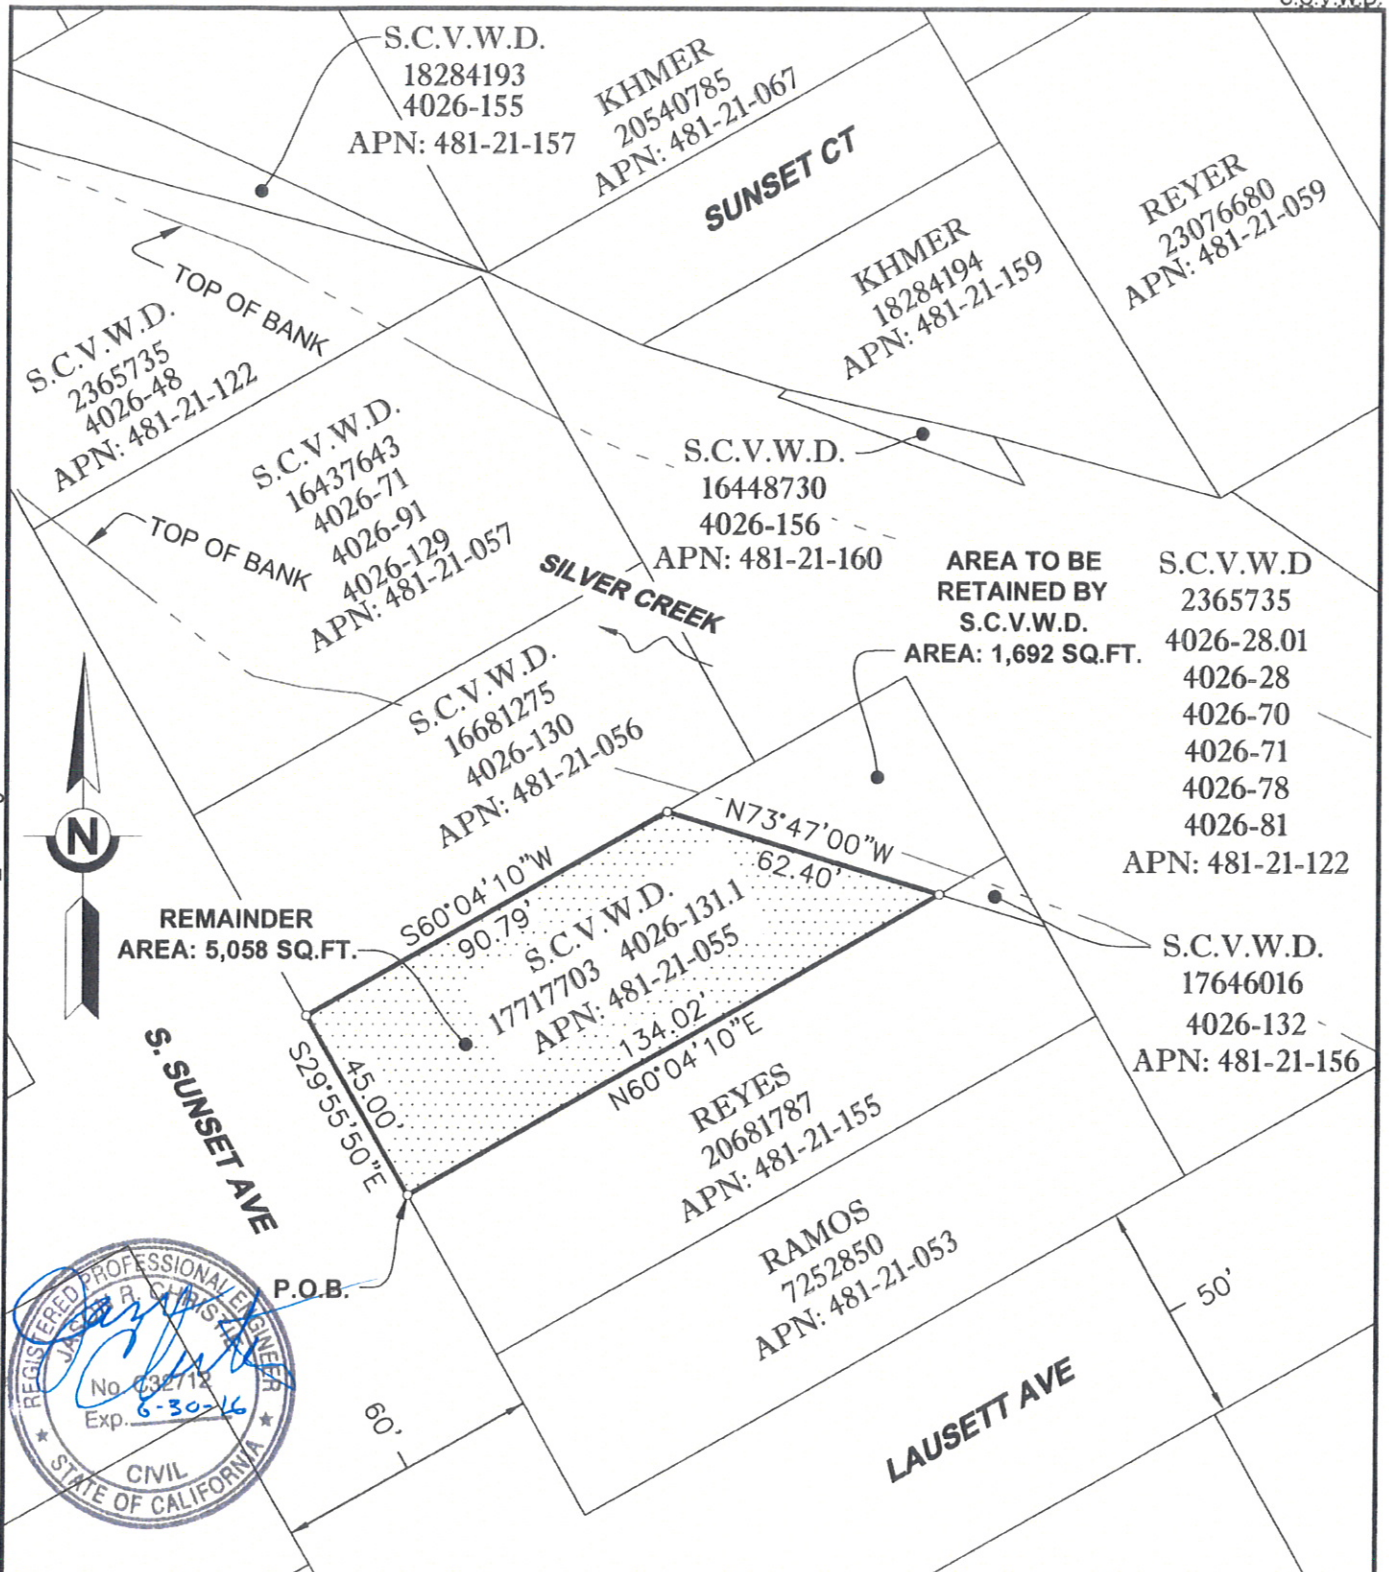 S.C.V.W.D.
S.C.V.W.D.
18284193
4026-155
APN: 481-21-157
KHMER
20540785
APN: 481-21-067
SUNSET CT
REYER
23076680
APN: 481-21-059
KHMER
18284194
APN: 481-21-159
TOP OF BANK
S.C.V.W.D.
2365735
4026-48
APN: 481-21-122
S.C.V.W.D.
16437643
4026-71
4026-91
4026-129
APN: 481-21-057
TOP OF BANK
S.C.V.W.D.
16448730
4026-156
APN: 481-21-160
SILVER CREEK
AREA TO BE
RETAINED BY
S.C.V.W.D.
AREA: 1,692 SQ.FT.
S.C.V.W.D
2365735
4026-28.01
4026-28
4026-70
4026-71
4026-78
4026-81
APN: 481-21-122
S.C.V.W.D.
16681275
4026-130
APN: 481-21-056
N
N73°47'00"W
62.40'
S60°04'10"W
90.79'
REMAINDER
AREA: 5,058 SQ.FT.
S.C.V.W.D.
17717703 4026-131.1
APN: 481-21-055
134.02'
N60°04'10"E
45.00'
S29°55'50"E
S.C.V.W.D.
17646016
4026-132
APN: 481-21-156
S. SUNSET AVE
REYES
20681787
APN: 481-21-155
RAMOS
7252850
APN: 481-21-053
P.O.B.
50'
60'
LAUSETT AVE
REGISTERED PROFESSIONAL ENGINEER
R. CHRISTIE
No. C32712
Exp. 6-30-16
CIVIL
STATE OF CALIFORNIA